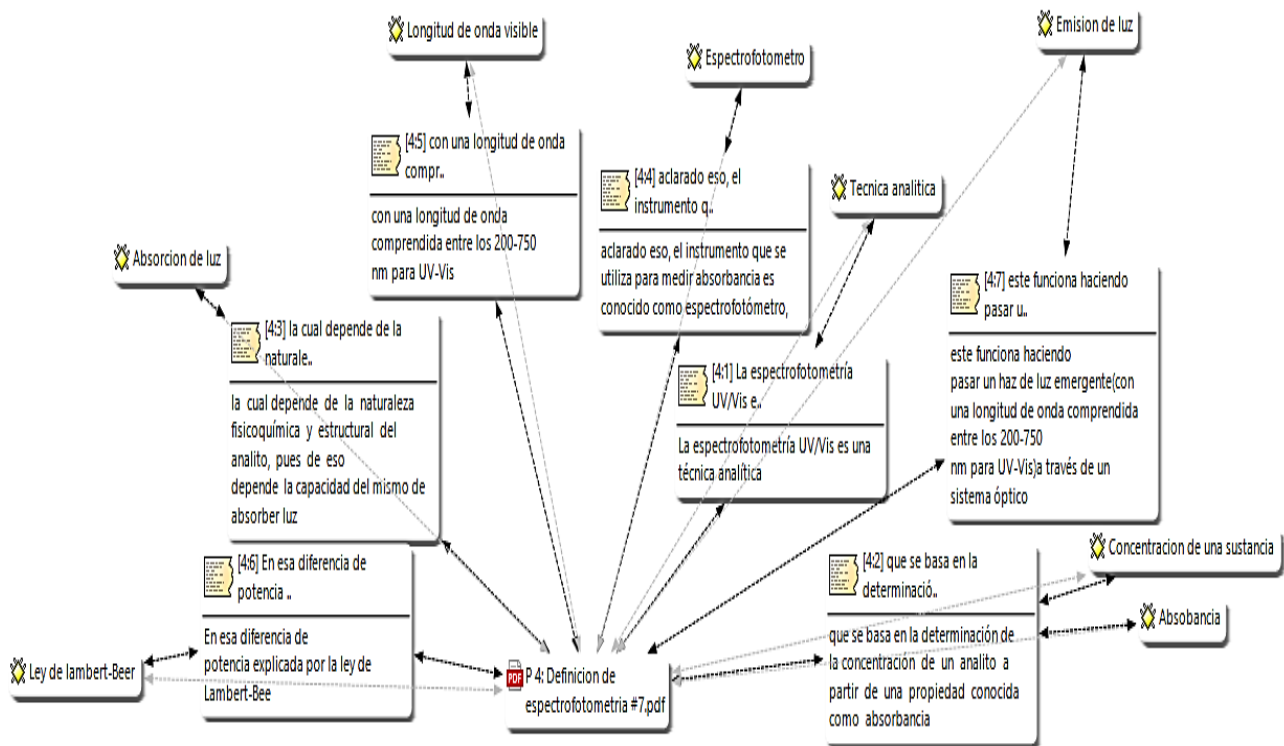 Longitud de onda visible
Espectrofotometro
Emision de luz
[4:5] con una longitud de onda
compr..
con una longitud de onda
comprendida entre los 200-750
nm para UV-Vis
[4:4] aclarado eso, el
instrumento q..
aclarado eso, el instrumento que se
utiliza para medir absorbancia es
conocido como espectrofotómetro,
Tecnica analitica
Absorcion de luz
[4:3] la cual depende de la
naturale..
la cual depende de la naturaleza
fisicoquímica y estructural del
analito, pues de eso
depende la capacidad del mismo de
absorber luz
[4:1] La espectrofotometría
UV/Vis e..
La espectrofotometría UV/Vis es una
técnica analítica
[4:7] este funciona haciendo
pasar u..
este funciona haciendo
pasar un haz de luz emergente(con
una longitud de onda comprendida
entre los 200-750
nm para UV-Vis)a través de un
sistema óptico
[4:6] En esa diferencia de
potencia ..
En esa diferencia de
potencia explicada por la ley de
Lambert-Bee
Ley de lambert-Beer
P 4: Definicion de
espectrofotometria #7.pdf
[4:2] que se basa en la
determinació..
que se basa en la determinación de
la concentración de un analito a
partir de una propiedad conocida
como absorbancia
Concentracion de una sustancia
Absobancia
PDF